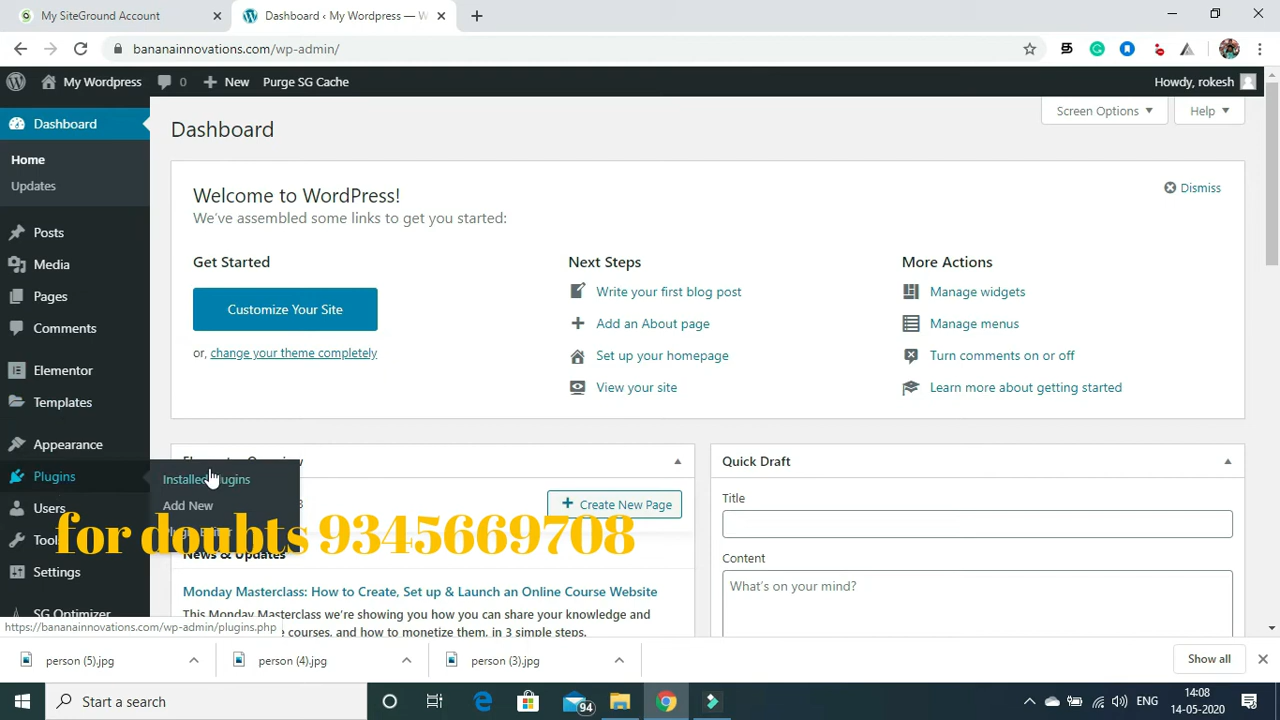 My SiteGround Account
Dashboard ‹ My Wordpress — W
bananainnovations.com/wp-admin/
My Wordpress 0 New Purge SG Cache
Howdy, rokesh
Dashboard
Home
Updates
Posts
Media
Pages
Comments
Elementor
Templates
Appearance
Plugins
Users
Settings
SG Optimizer
Installed Plugins
Add New
Dashboard
Screen Options
Help
Welcome to WordPress!
We've assembled some links to get you started:
Dismiss
Get Started
Customize Your Site
or, change your theme completely
Next Steps
Write your first blog post
Add an About page
Set up your homepage
View your site
More Actions
Manage widgets
Manage menus
Turn comments on or off
Learn more about getting started
Create New Page
News & Updates
Monday Masterclass: How to Create, Set up & Launch an Online Course Website
This Monday Masterclass we're showing you how you can share your knowledge and
courses, and how to monetize them, in 3 simple steps.
Quick Draft
Title
Content
What's on your mind?
for doubts 9345669708
https://bananainnovations.com/wp-admin/plugins.php
person (5).jpg
person (4).jpg
person (3).jpg
Show all
Start a search
94
ENG
14:08
14-05-2020